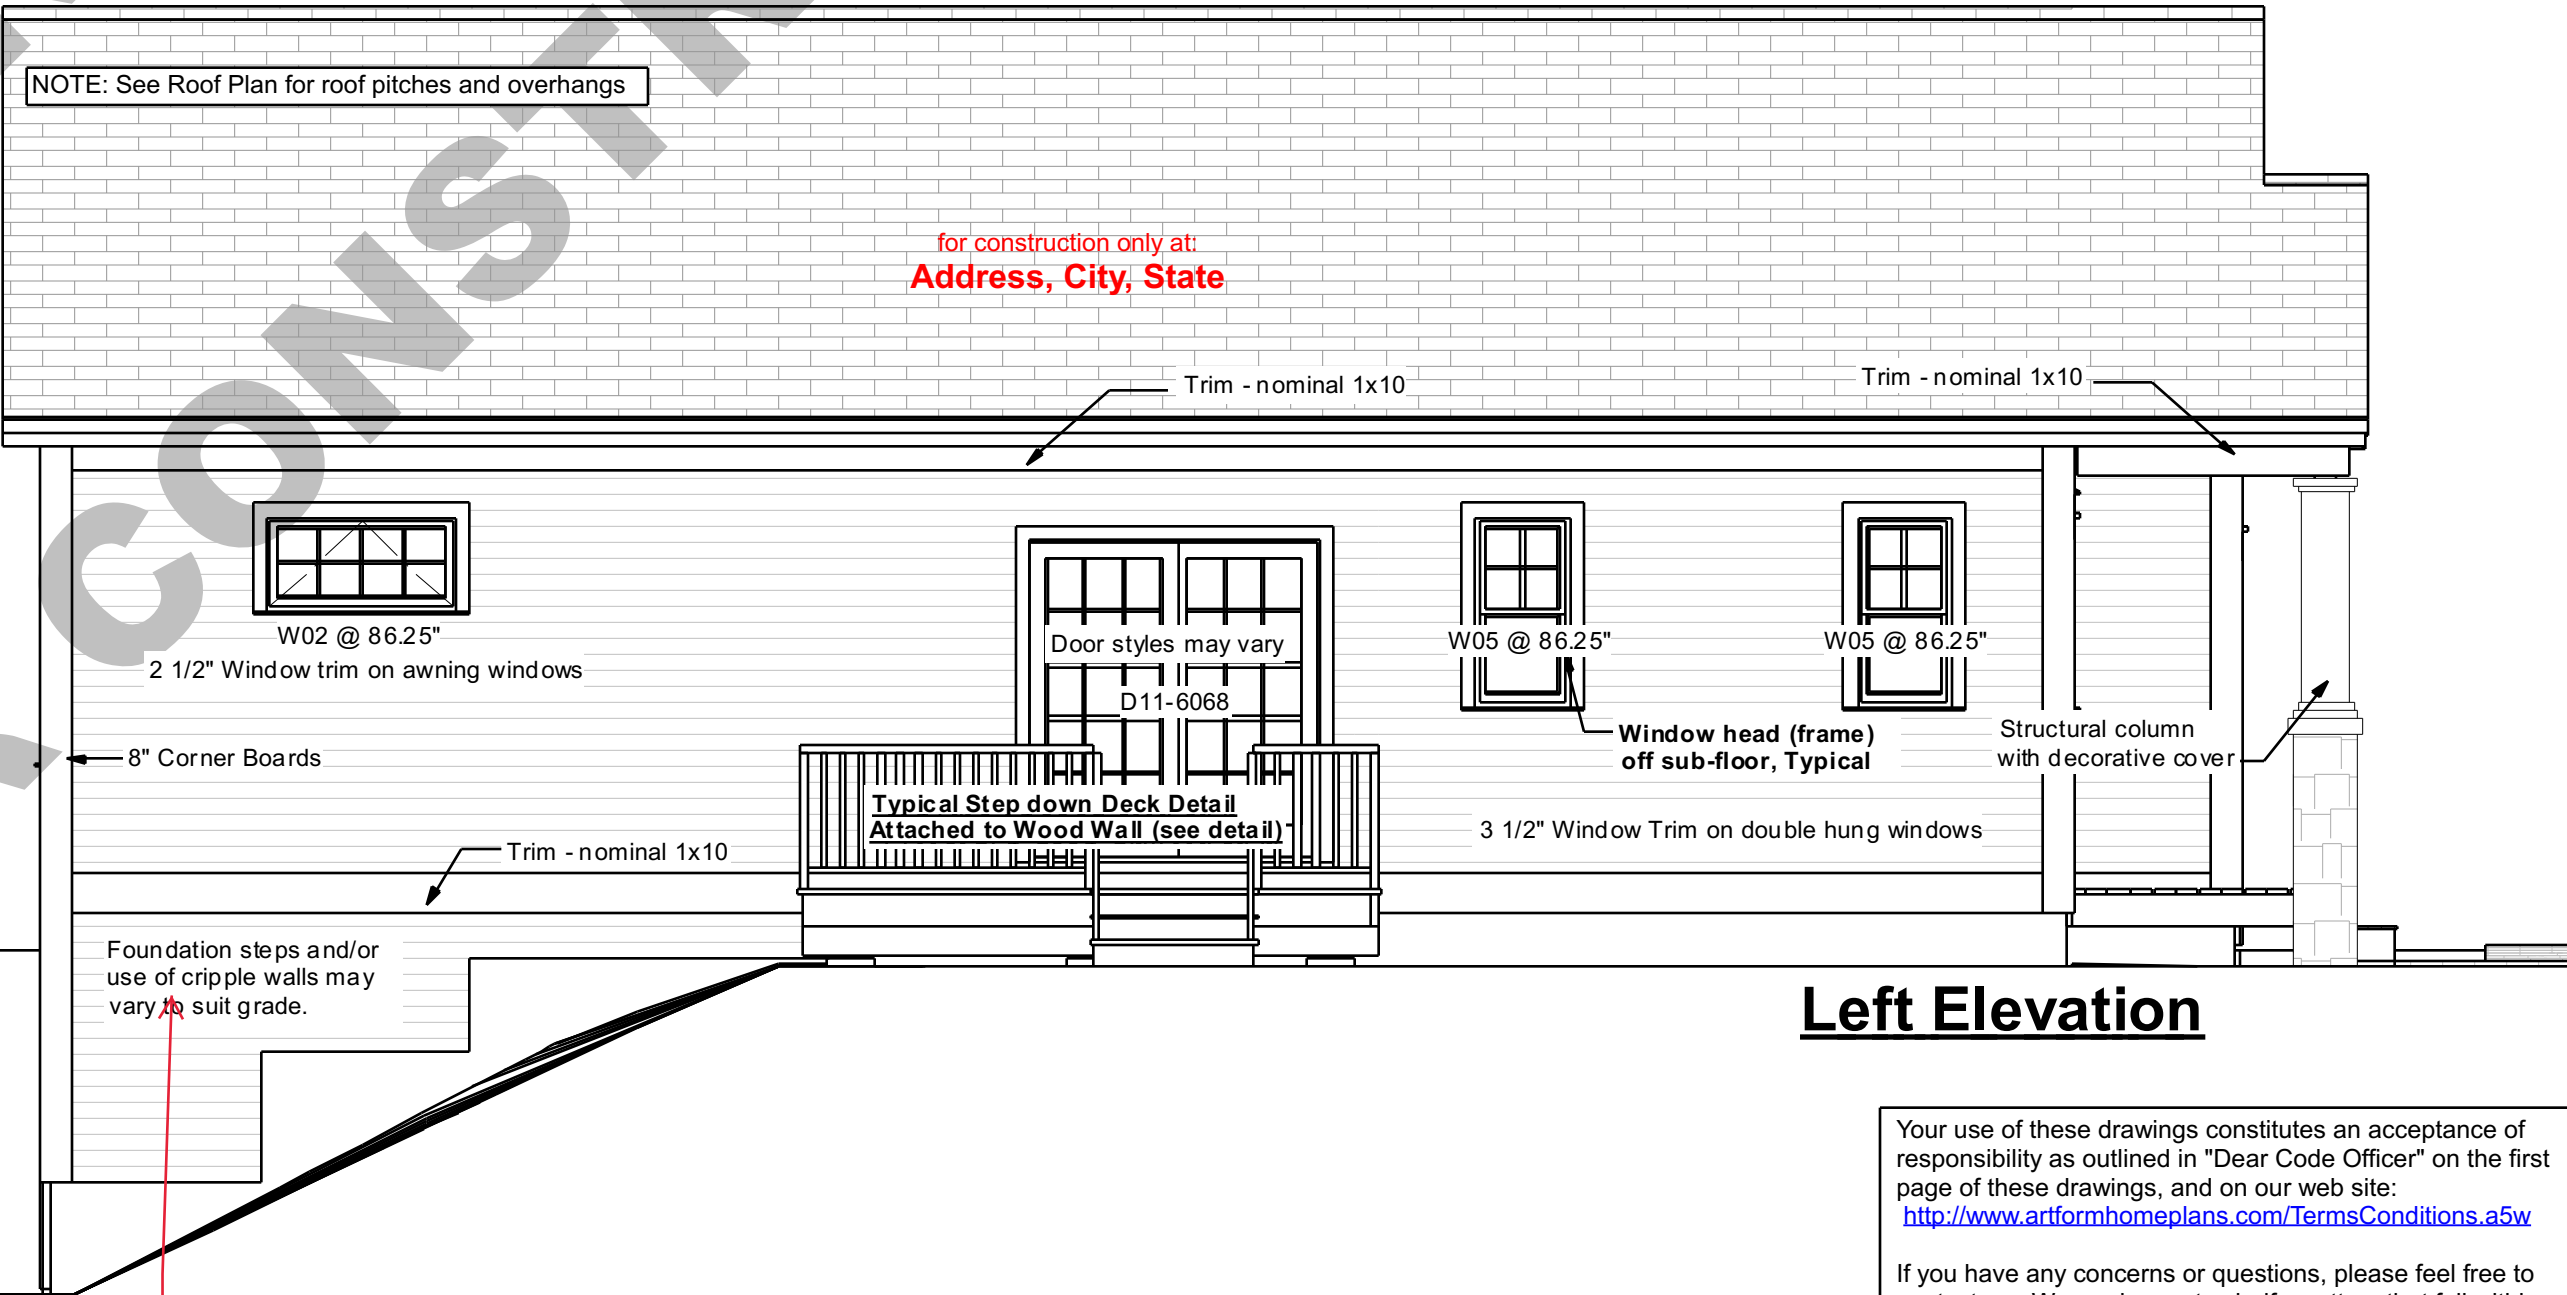 NOTE: See Roof Plan for roof pitches and overhangs
for construction only at:
Address, City, State
Trim - nominal 1x10
Trim - nominal 1x10
W02 @ 86.25"
2 1/2" Window trim on awning windows
Door styles may vary
D11-6068
W05 @ 86.25"
W05 @ 86.25"
Window head (frame)
off sub-floor, Typical
Structural column
with decorative cover
8" Corner Boards
Typical Step down Deck Detail
Attached to Wood Wall (see detail)
3 1/2" Window Trim on double hung windows
Trim - nominal 1x10
Foundation steps and/or
use of cripple walls may
vary to suit grade.
Left Elevation
Your use of these drawings constitutes an acceptance of
responsibility as outlined in "Dear Code Officer" on the first
page of these drawings, and on our web site:
http://www.artformhomeplans.com/TermsConditions.a5w
If you have any concerns or questions, please feel free to